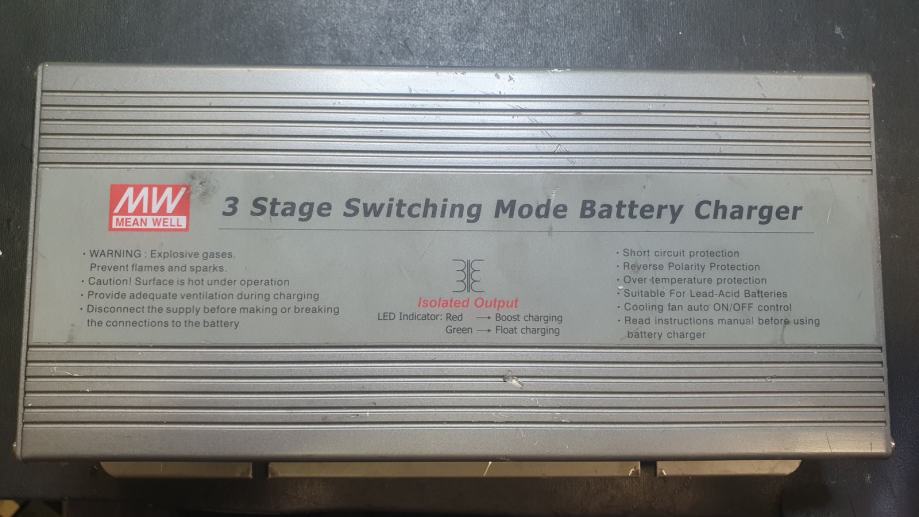 MW
MEAN WELL
3 Stage Switching Mode Battery Charger
· WARNING : Explosive gases.
Prevent flames and sparks.
· Caution! Surface is hot under operation
· Provide adequate ventilation during charging
· Disconnect the supply before making or breaking
the connections to the battery
Isolated Output
LED Indicator: Red → Boost charging
Green → Float charging
· Short circuit protection
· Reverse Polarity Protection
· Over temperature protection
· Suitable For Lead-Acid Batteries
· Cooling fan auto ON/OFF control
· Read instructions manual before using
battery charger